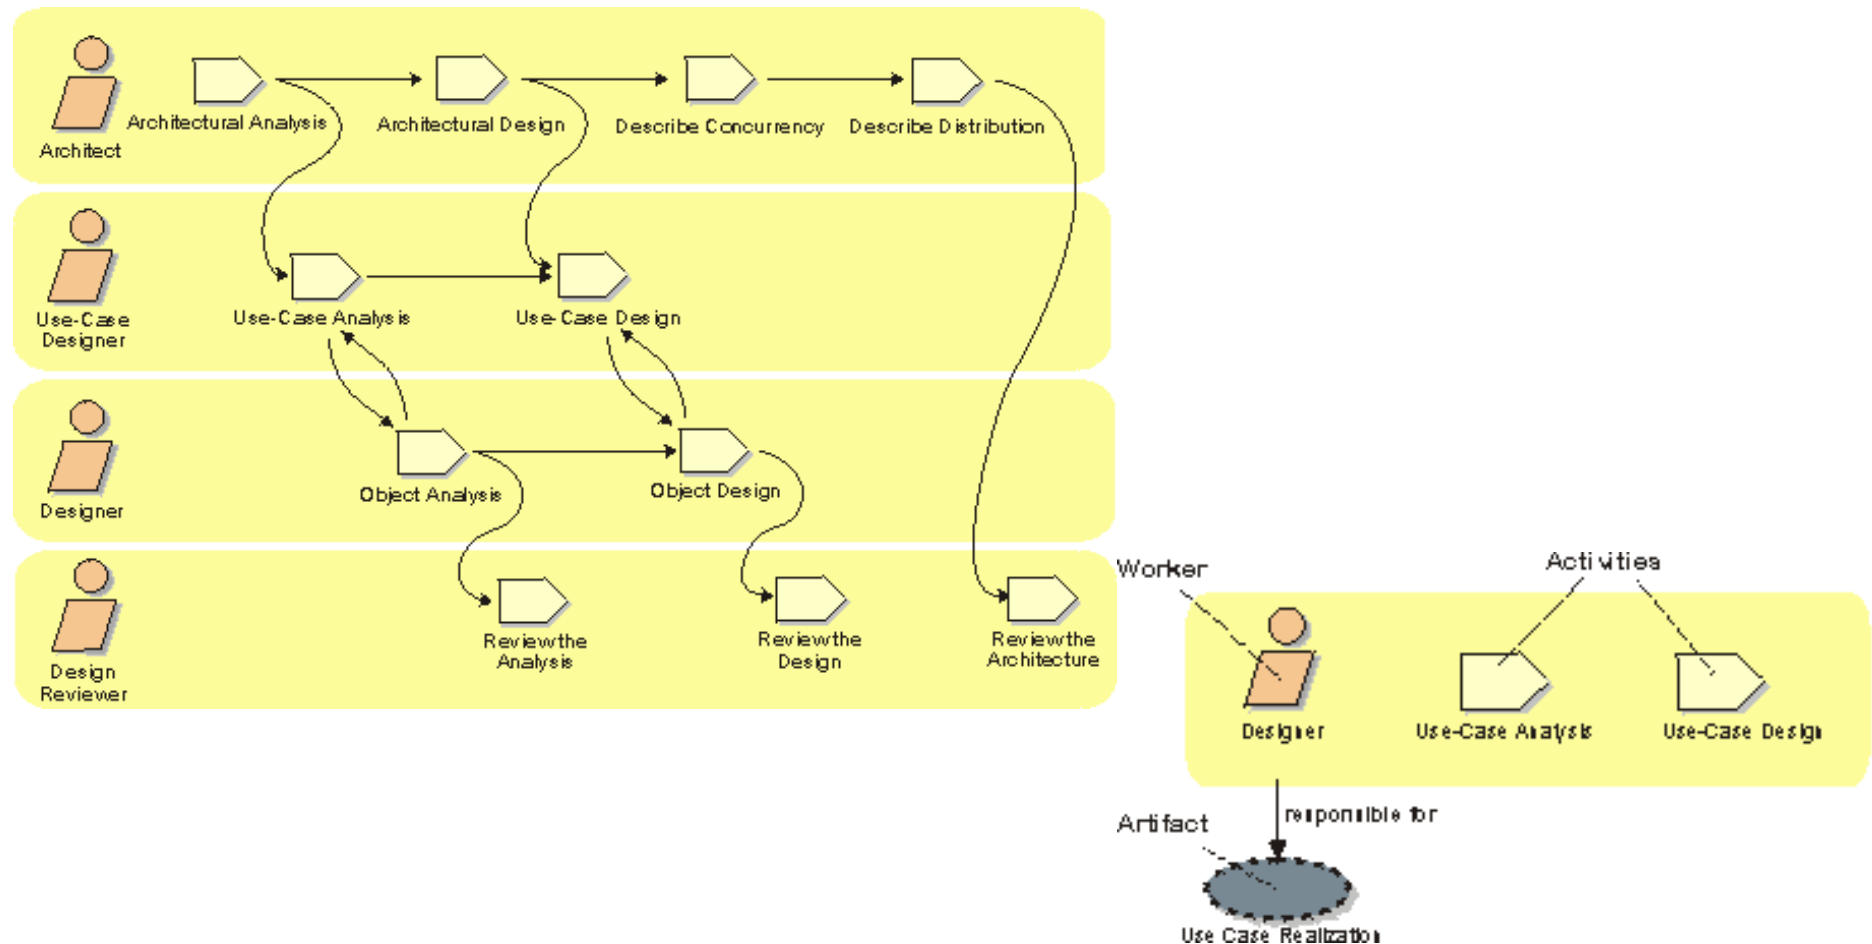 Architectural Analysis
Architectural Design
Describe Concurrency
Describe Distribution
Architect
Use-Case
Designer
Use-Case Analysis
Use-Case Design
Designer
Object Analysis
Object Design
Design
Reviewer
Review the
Analysis
Review the
Design
Review the
Architecture
Worker
Activities
Designer
Use-Case Analysis
Use-Case Design
responsible for
Artifact
Use Case Realization